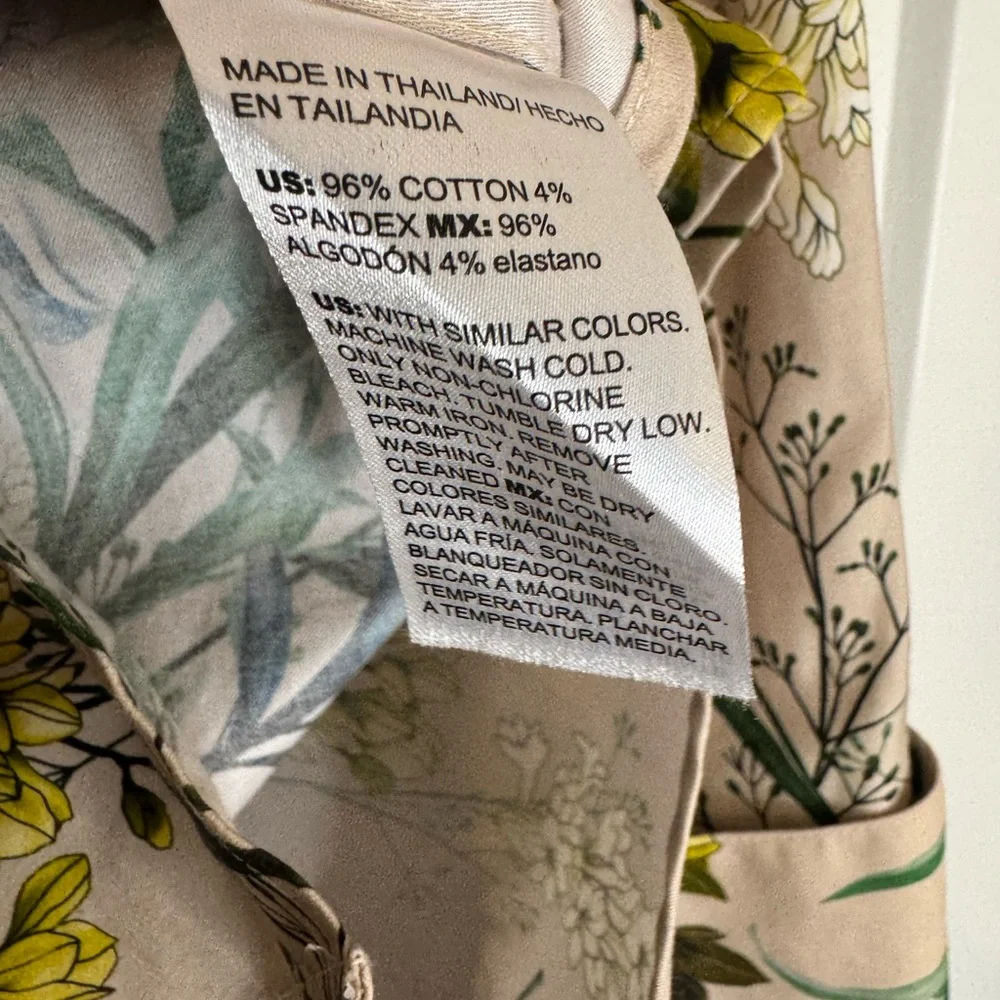 MADE IN THAILAND/ HECHO
EN TAILANDIA
US: 96% COTTON 4%
SPANDEX MX: 96%
ALGODÓN 4% elastano
US: WITH SIMILAR COLORS.
MACHINE WASH COLD.
ONLY NON-CHLORINE
BLEACH. TUMBLE DRY LOW.
WARM IRON. REMOVE
PROMPTLY AFTER
WASHING. MAY BE DRY
CLEANED MX: CON
COLORES SIMILARES.
LAVAR A MÁQUINA CON
AGUA FRÍA. SOLAMENTE
BLANQUEADOR SIN CLORO.
SECAR A MÁQUINA A BAJA
TEMPERATURA. PLANCHAR
A TEMPERATURA MEDIA.